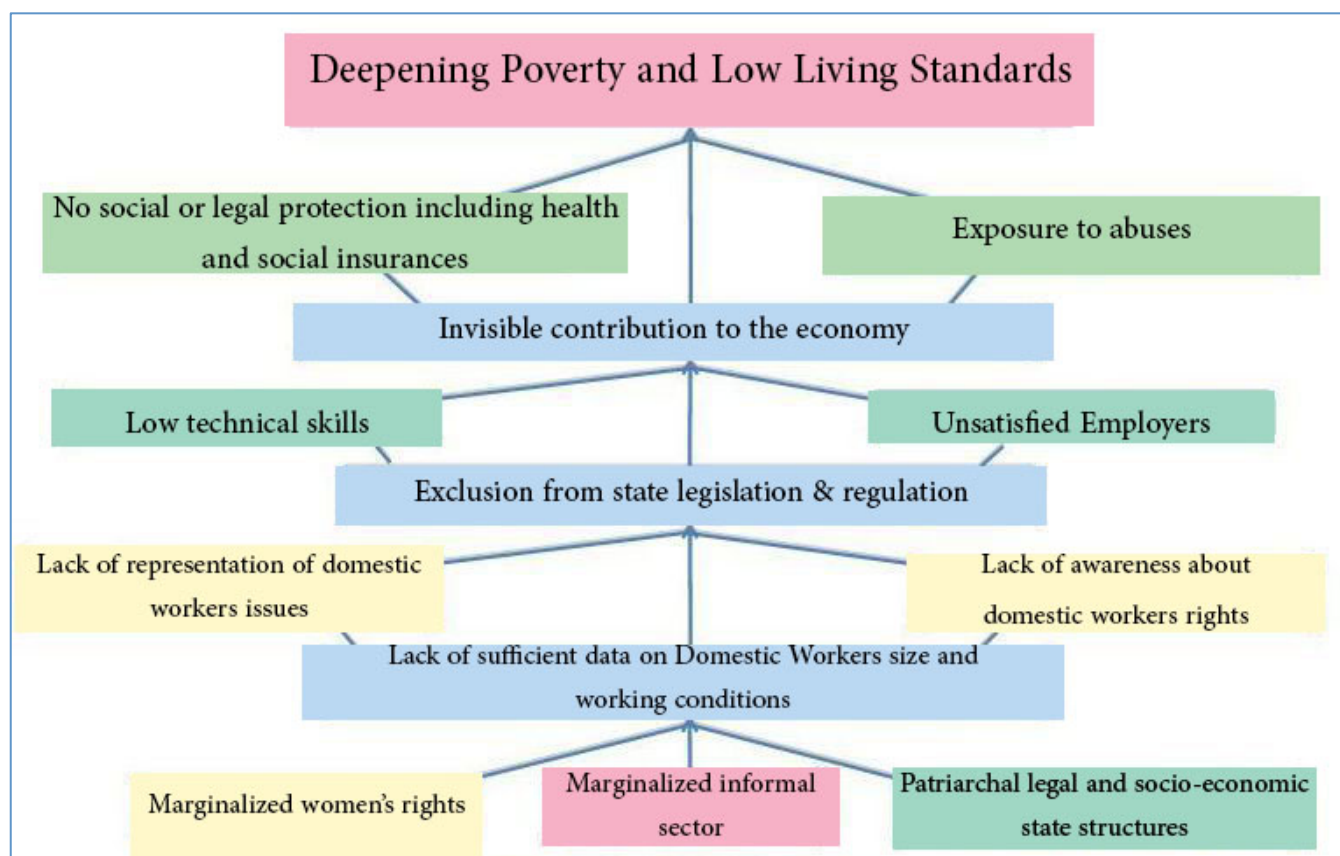 Deepening Poverty and Low Living Standards
No social or legal protection including health
and social insurances
Exposure to abuses
Invisible contribution to the economy
Low technical skills
Unsatisfied Employers
Exclusion from state legislation & regulation
Lack of representation of domestic
workers issues
Lack of awareness about
domestic workers rights
Lack of sufficient data on Domestic Workers size and
working conditions
Marginalized women's rights
Marginalized informal
sector
Patriarchal legal and socio-economic
state structures